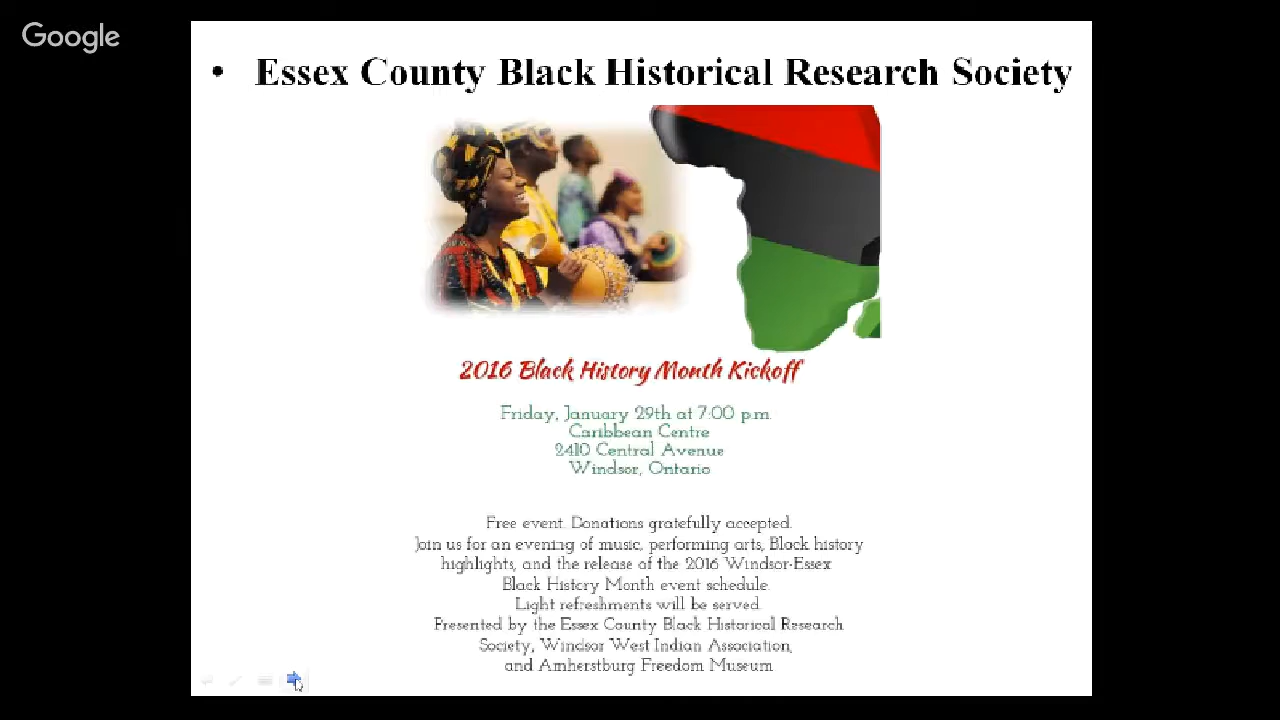 Google
• Essex County Black Historical Research Society
2016 Black History Month Kickoff
Friday, January 29th at 7:00 p.m.
Caribbean Centre
2410 Central Avenue
Windsor, Ontario
Free event. Donations gratefully accepted.
Join us for an evening of music, performing arts, Black history
highlights, and the release of the 2016 Windsor-Essex
Black History Month event schedule.
Light refreshments will be served.
Presented by the Essex County Black Historical Research
Society, Windsor West Indian Association,
and Amherstburg Freedom Museum